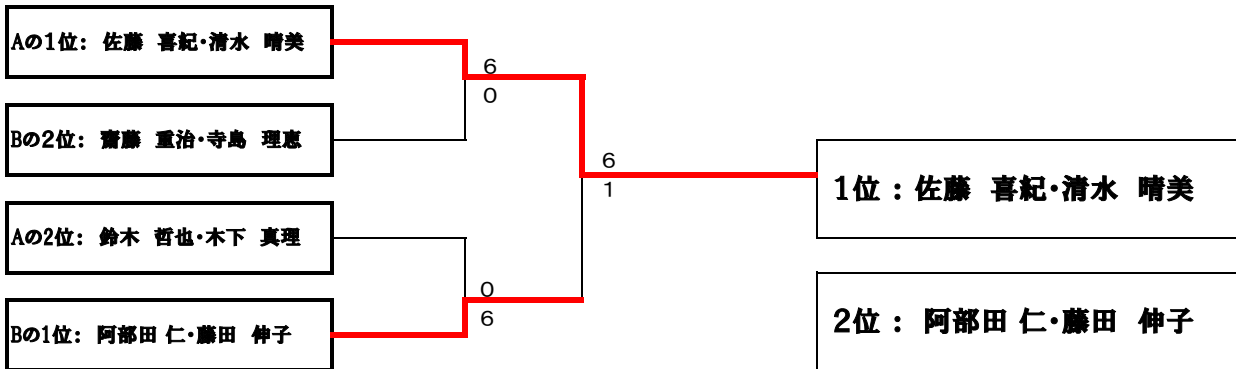 Aの1位： 佐藤 喜紀・清水 晴美
6
0
Bの2位： 齋藤 重治・寺島 理恵
6
1
1位 ： 佐藤 喜紀・清水 晴美
Aの2位： 鈴木 哲也・木下 真理
0
6
Bの1位： 阿部田 仁・藤田 伸子
2位 ： 阿部田 仁・藤田 伸子